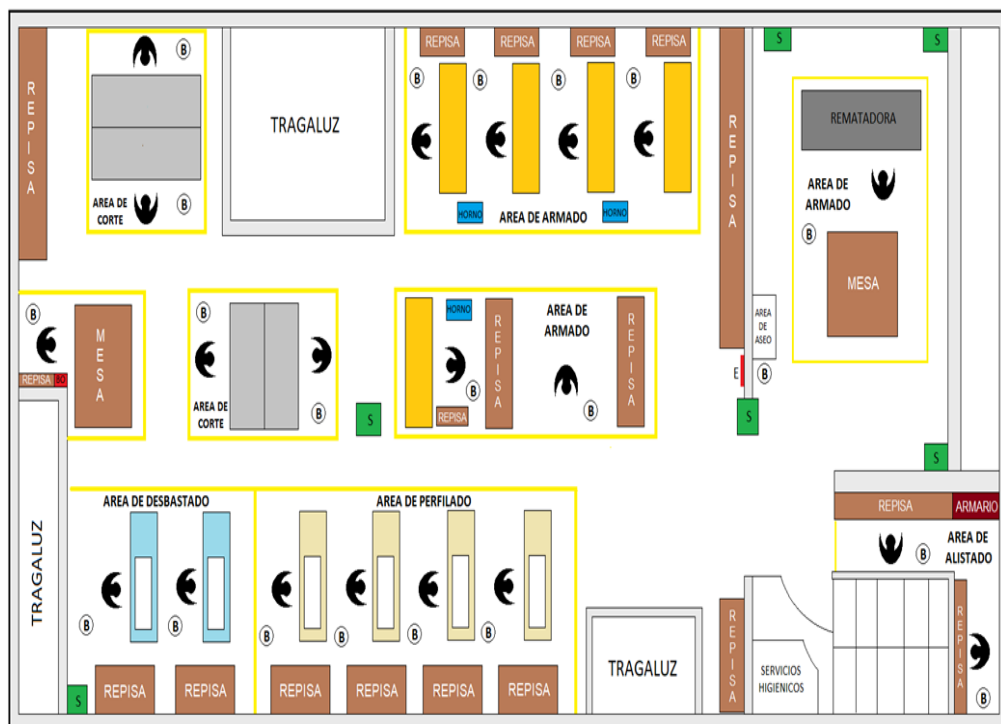 REPISA
B
B
AREA DE
CORTE
TRAGALUZ
REPISA
REPISA
REPISA
REPISA
B
B
B
B
HORNO
AREA DE ARMADO
HORNO
REPISA
S
S
REMATADORA
AREA DE
ARMADO
B
MESA
B
MESA
REPISA
BO
B
AREA DE
CORTE
B
S
HORNO
REPISA
AREA DE
ARMADO
REPISA
B
REPISA
B
AREA
DE
ASEO
E
B
S
S
TRAGALUZ
AREA DE DESBASTADO
B
B
REPISA
REPISA
S
AREA DE PERFILADO
B
B
B
B
REPISA
REPISA
REPISA
REPISA
TRAGALUZ
REPISA
SERVICIOS
HIGIENICOS
REPISA
ARMARIO
B
AREA DE
ALISTADO
REPISA
B